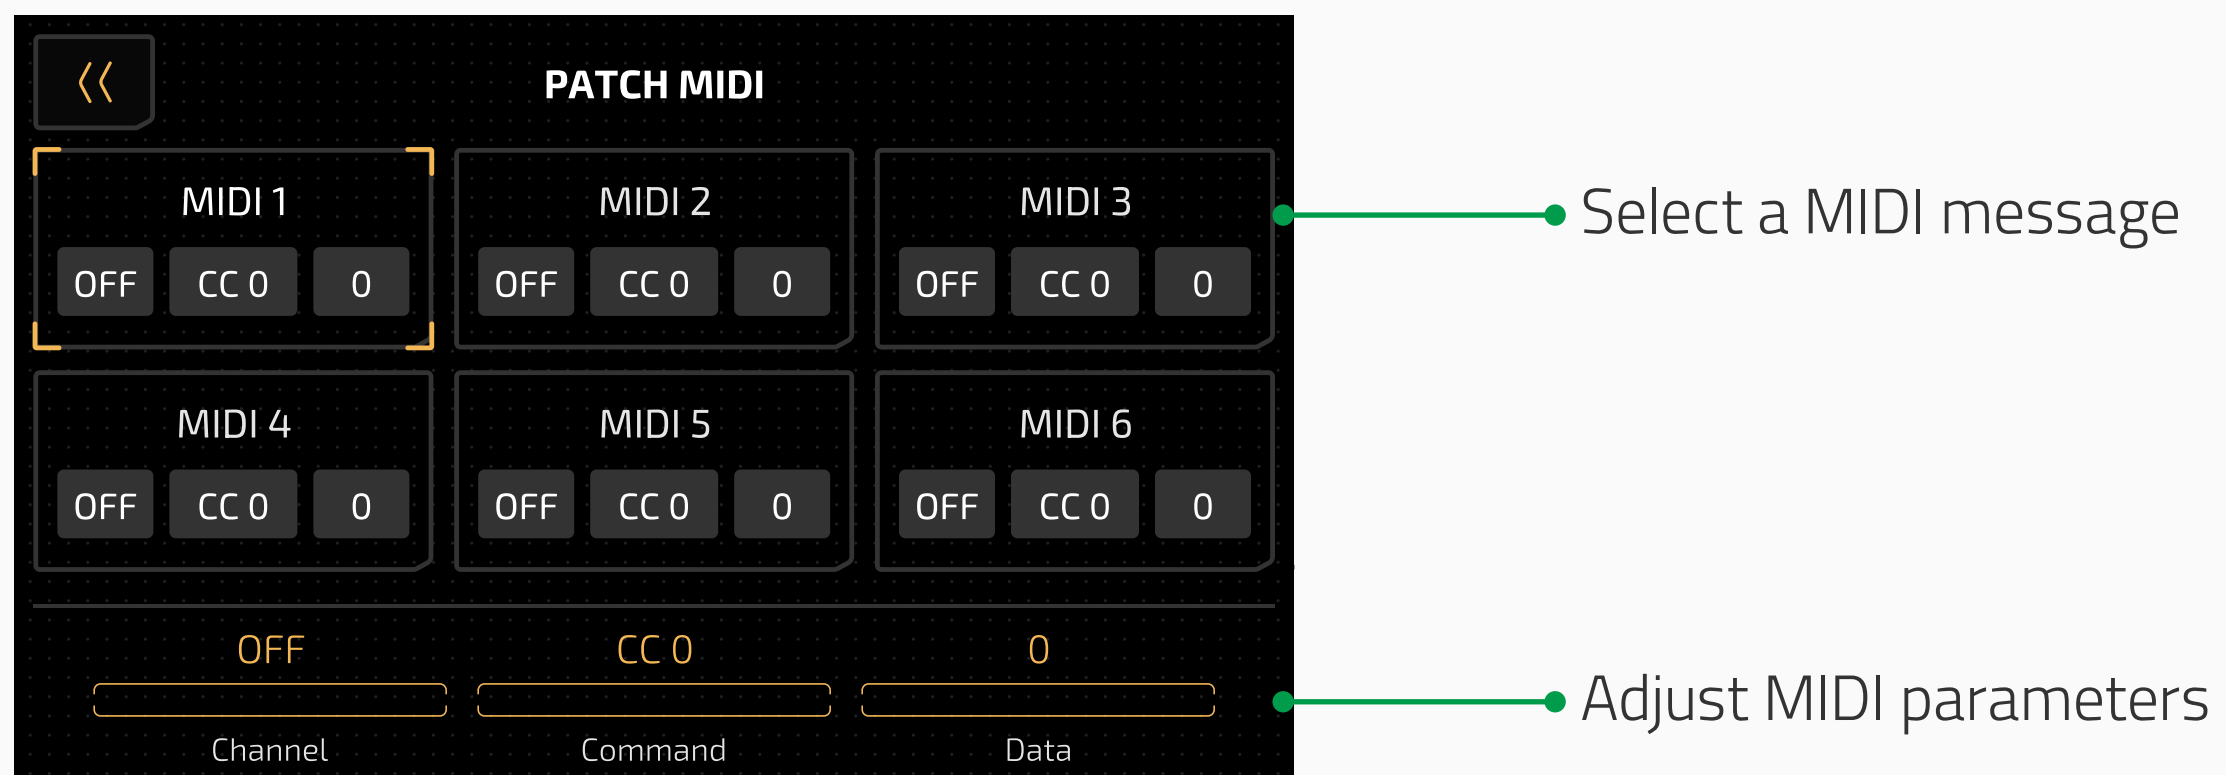 PATCH MIDI
MIDI 1 MIDI 2 MIDI 3
Select a MIDI message
OFF CC 0 0 OFF CC 0 0 OFF CC 0 0
MIDI 4 MIDI 5 MIDI 6
OFF CC 0 0 OFF CC 0 0 OFF CC 0 0
OFF CC 0 0
Adjust MIDI parameters
Channel Command Data